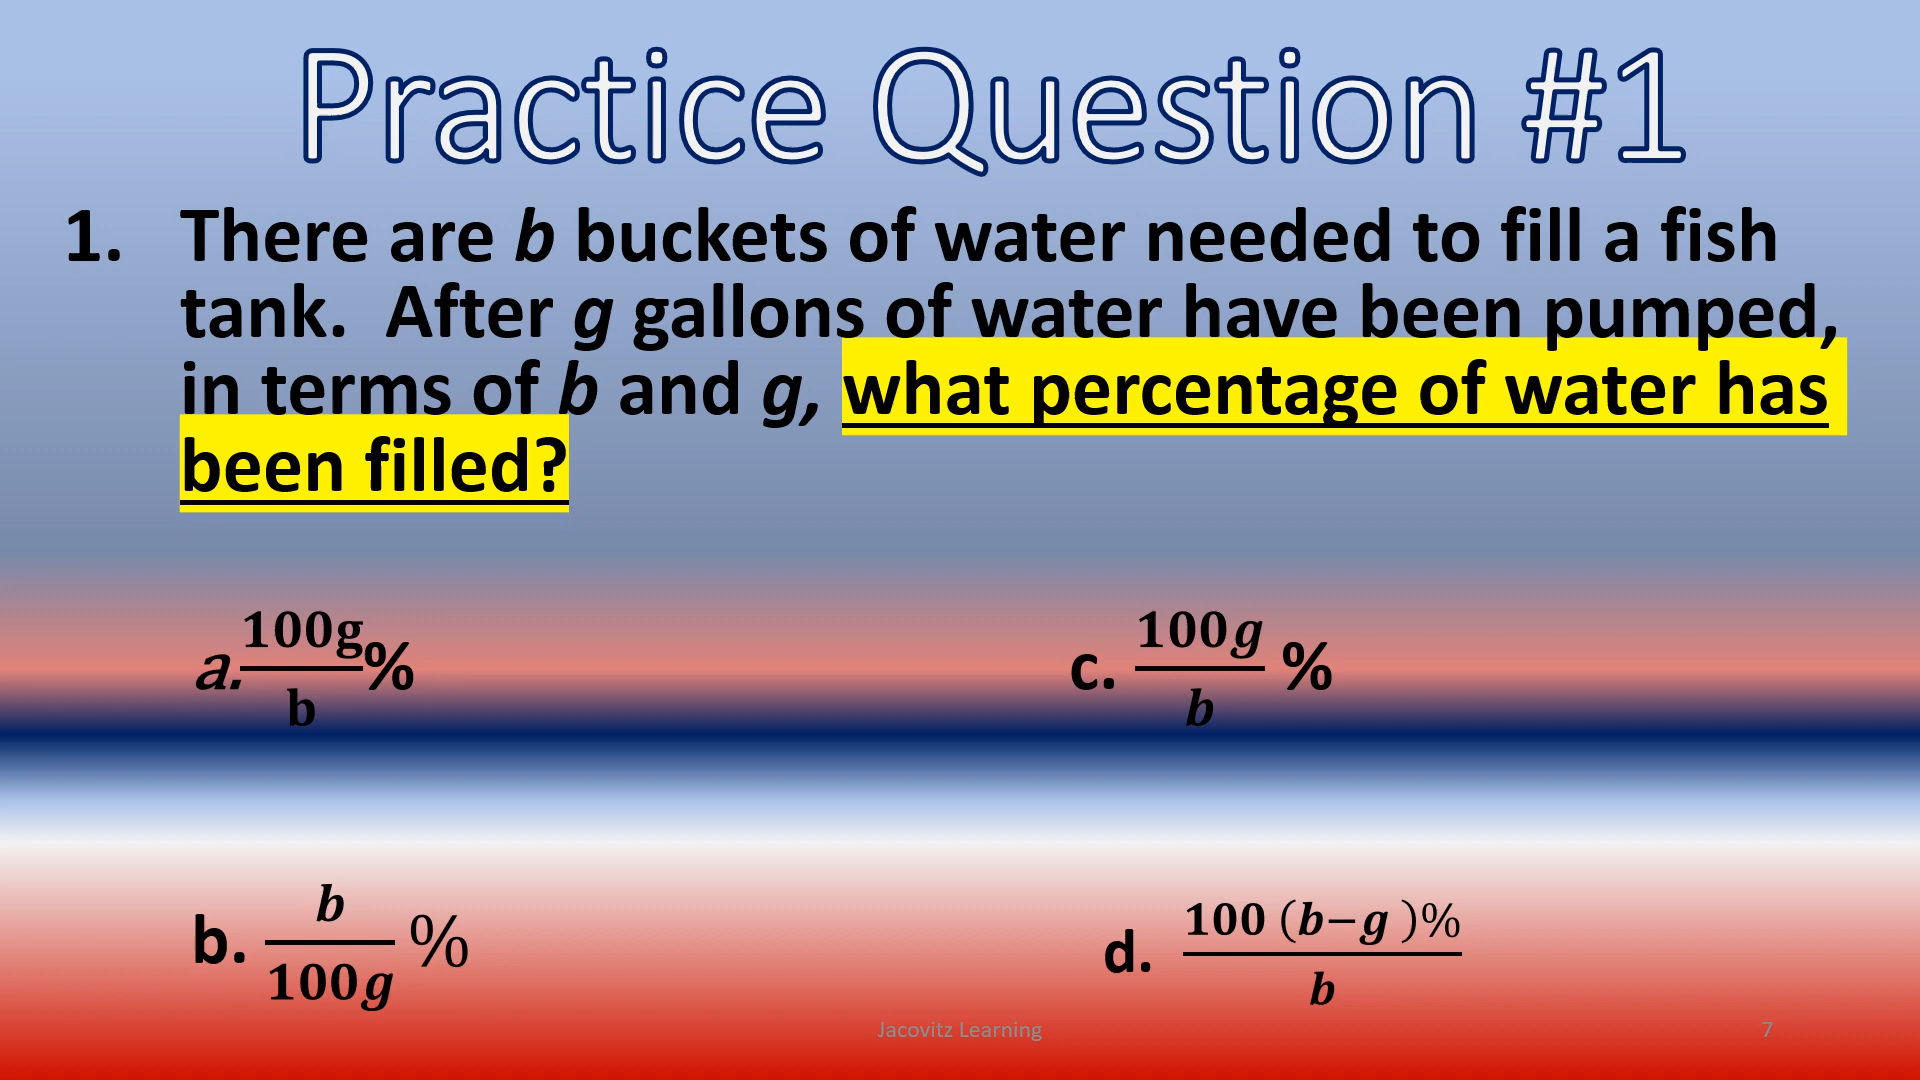 Practice Question #1
1. There are b buckets of water needed to fill a fish
tank. After g gallons of water have been pumped,
in terms of b and g, what percentage of water has
been filled?
a. 100g/b %
c. 100g/b %
b. b/100g %
d. 100 (b−g )%/b
Jacovitz Learning 7